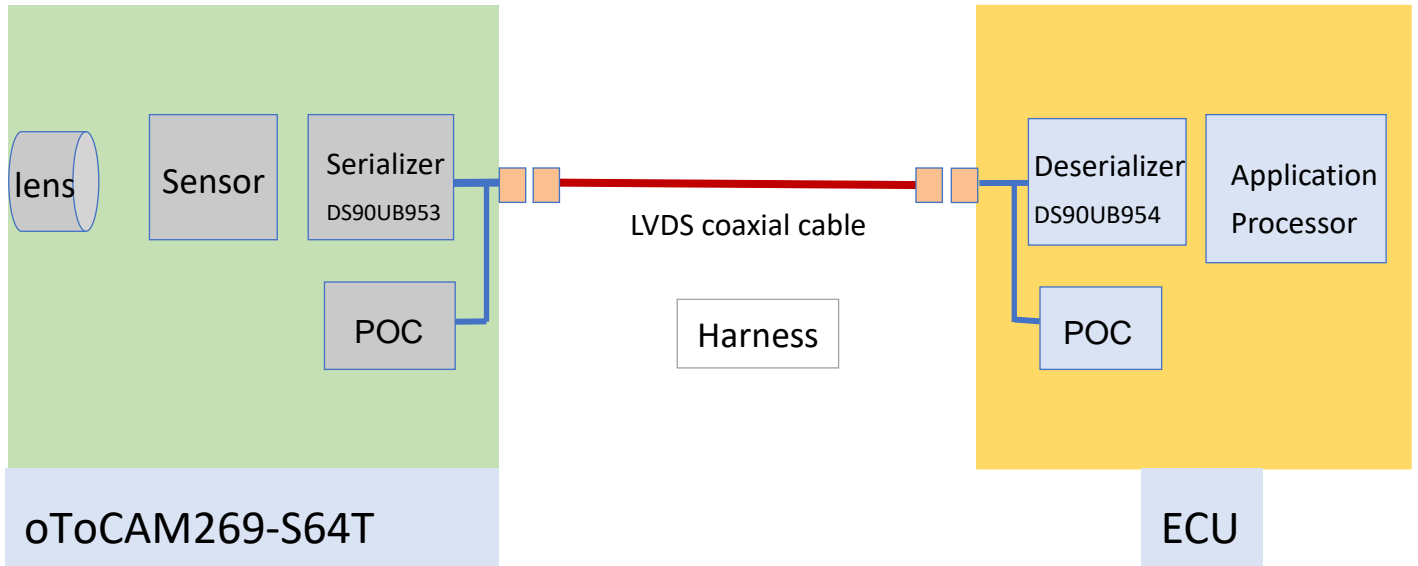 lens
Sensor
Serializer
DS90UB953
POC
LVDS coaxial cable
Harness
Deserializer
DS90UB954
Application
Processor
POC
oToCAM269-S64T
ECU